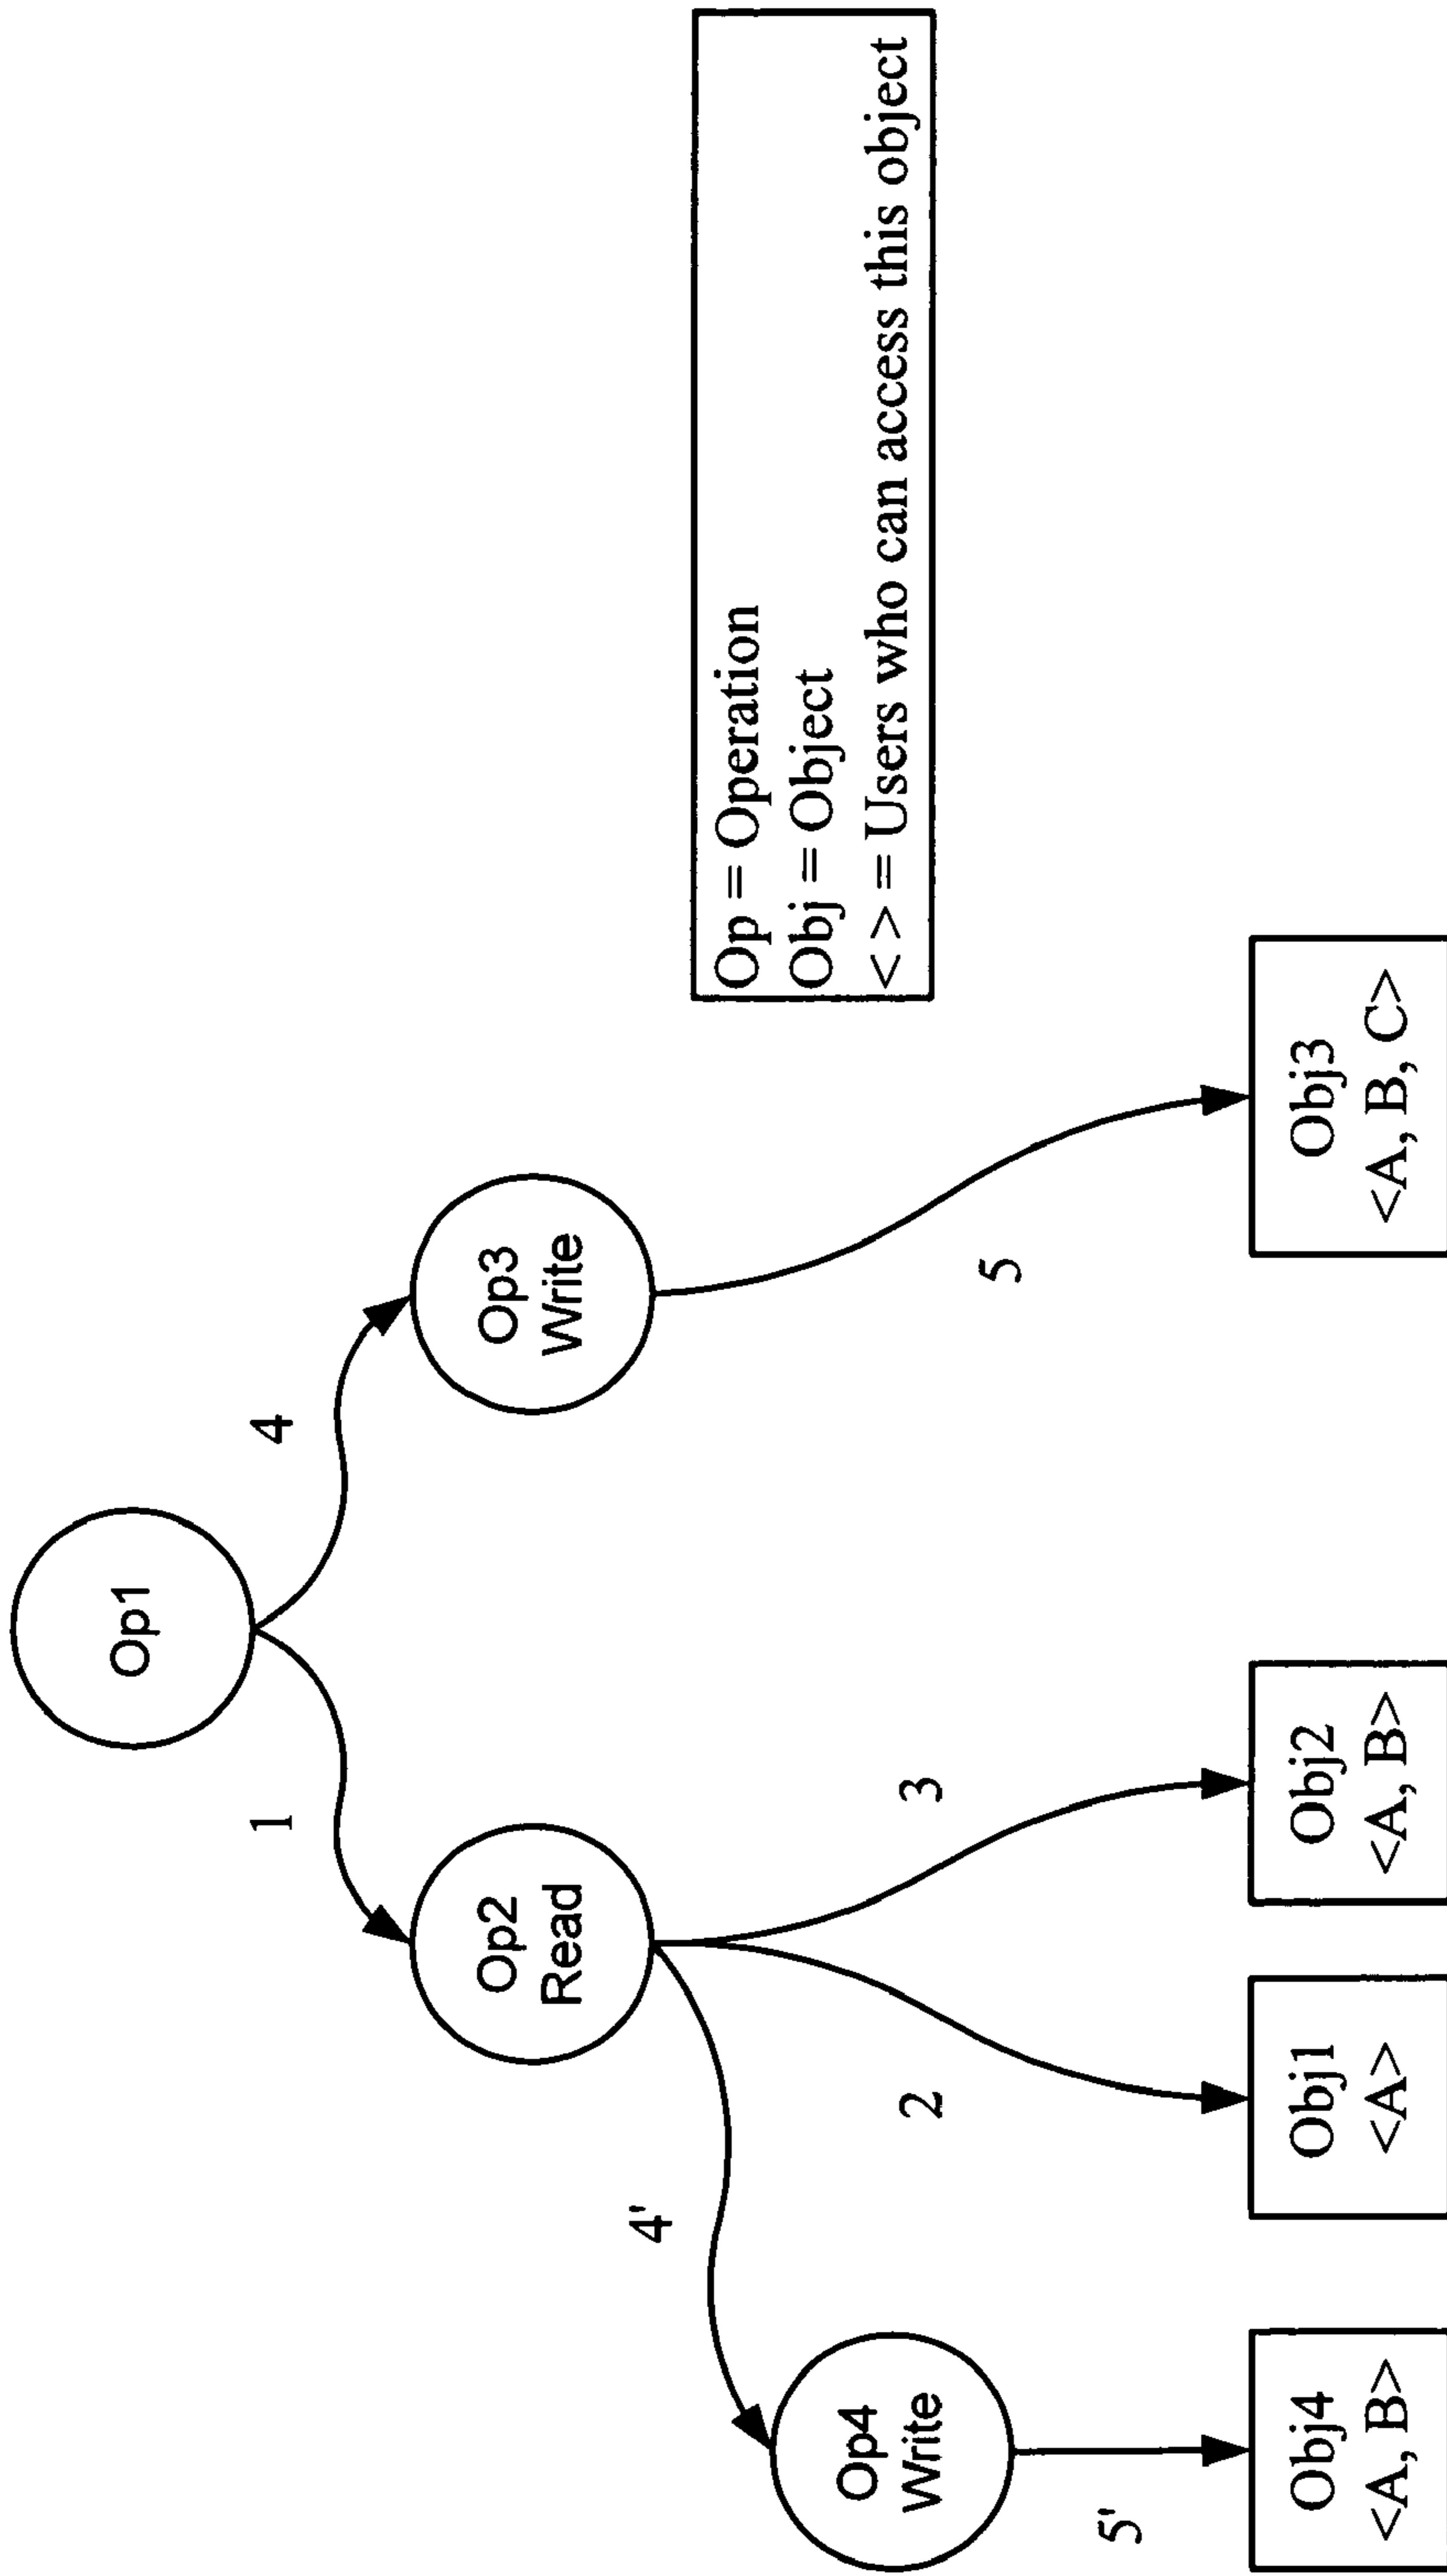 Op1
1
4
Op2
Read
Op3
Write
Op = Operation
Obj = Object
< > = Users who can access this object
4'
2
3
5
Op4
Write
5'
Obj4
<A, B>
Obj1
<A>
Obj2
<A, B>
Obj3
<A, B, C>